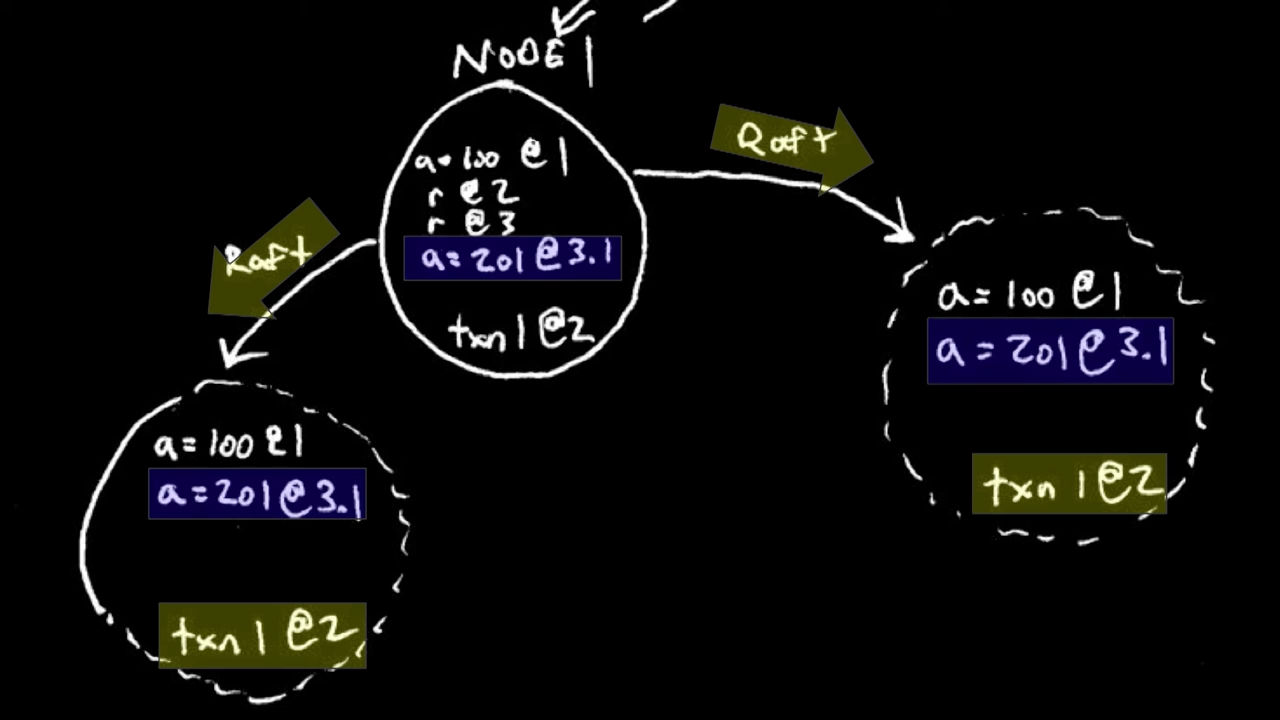 NODE 1
a = 100 @ 1
r @ 2
r @ 3
a = 201 @ 3.1
txn 1 @ 2
Raft
Raft
a = 100 @ 1
a = 201 @ 3.1
txn 1 @ 2
a = 100 @ 1
a = 201 @ 3.1
txn 1 @ 2